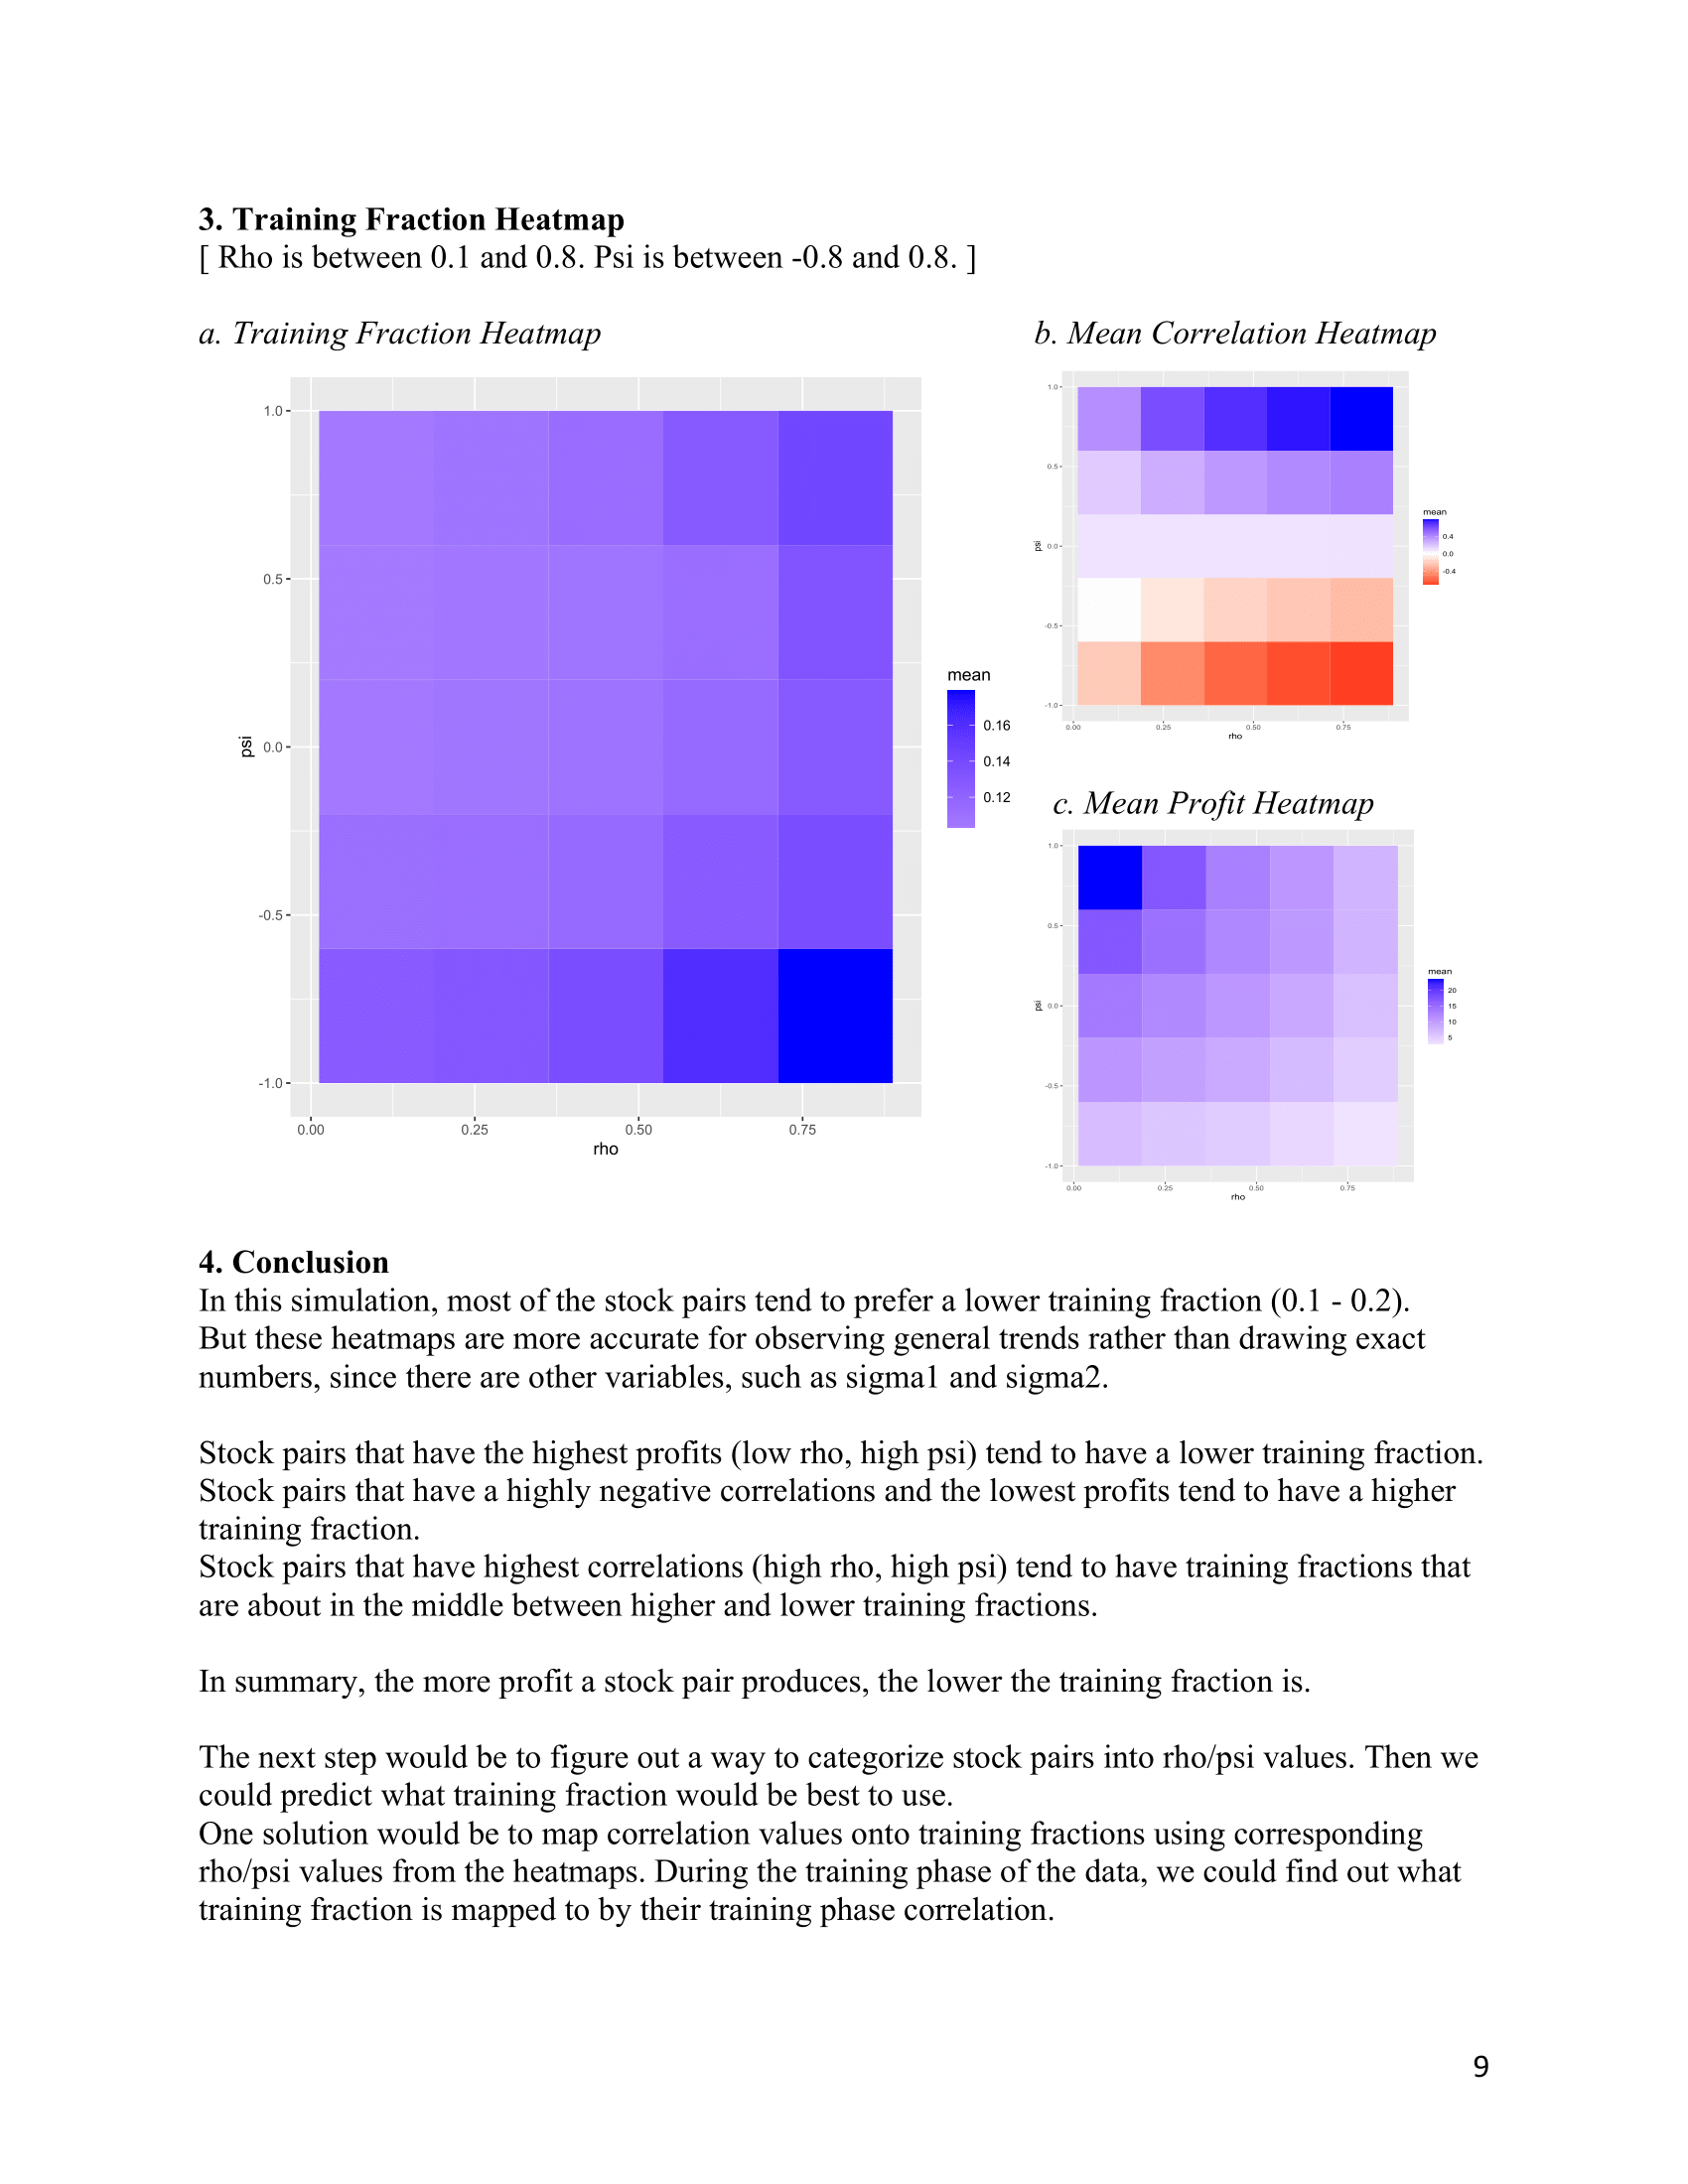 3. Training Fraction Heatmap
[ Rho is between 0.1 and 0.8. Psi is between -0.8 and 0.8. ]
a. Training Fraction Heatmap
1.0
0.5
0.0
-0.5
-1.0
psi
0.00 0.25 0.50 0.75
rho
mean
0.16
0.14
0.12
b. Mean Correlation Heatmap
1.0
0.5
0.0
-0.5
-1.0
psi
0.00 0.25 0.50 0.75
rho
mean
0.4
0.0
-0.4
c. Mean Profit Heatmap
1.0
0.5
0.0
-0.5
-1.0
psi
0.00 0.25 0.50 0.75
rho
mean
20
15
10
5
4. Conclusion
In this simulation, most of the stock pairs tend to prefer a lower training fraction (0.1 - 0.2).
But these heatmaps are more accurate for observing general trends rather than drawing exact
numbers, since there are other variables, such as sigma1 and sigma2.
Stock pairs that have the highest profits (low rho, high psi) tend to have a lower training fraction.
Stock pairs that have a highly negative correlations and the lowest profits tend to have a higher
training fraction.
Stock pairs that have highest correlations (high rho, high psi) tend to have training fractions that
are about in the middle between higher and lower training fractions.
In summary, the more profit a stock pair produces, the lower the training fraction is.
The next step would be to figure out a way to categorize stock pairs into rho/psi values. Then we
could predict what training fraction would be best to use.
One solution would be to map correlation values onto training fractions using corresponding
rho/psi values from the heatmaps. During the training phase of the data, we could find out what
training fraction is mapped to by their training phase correlation.
9